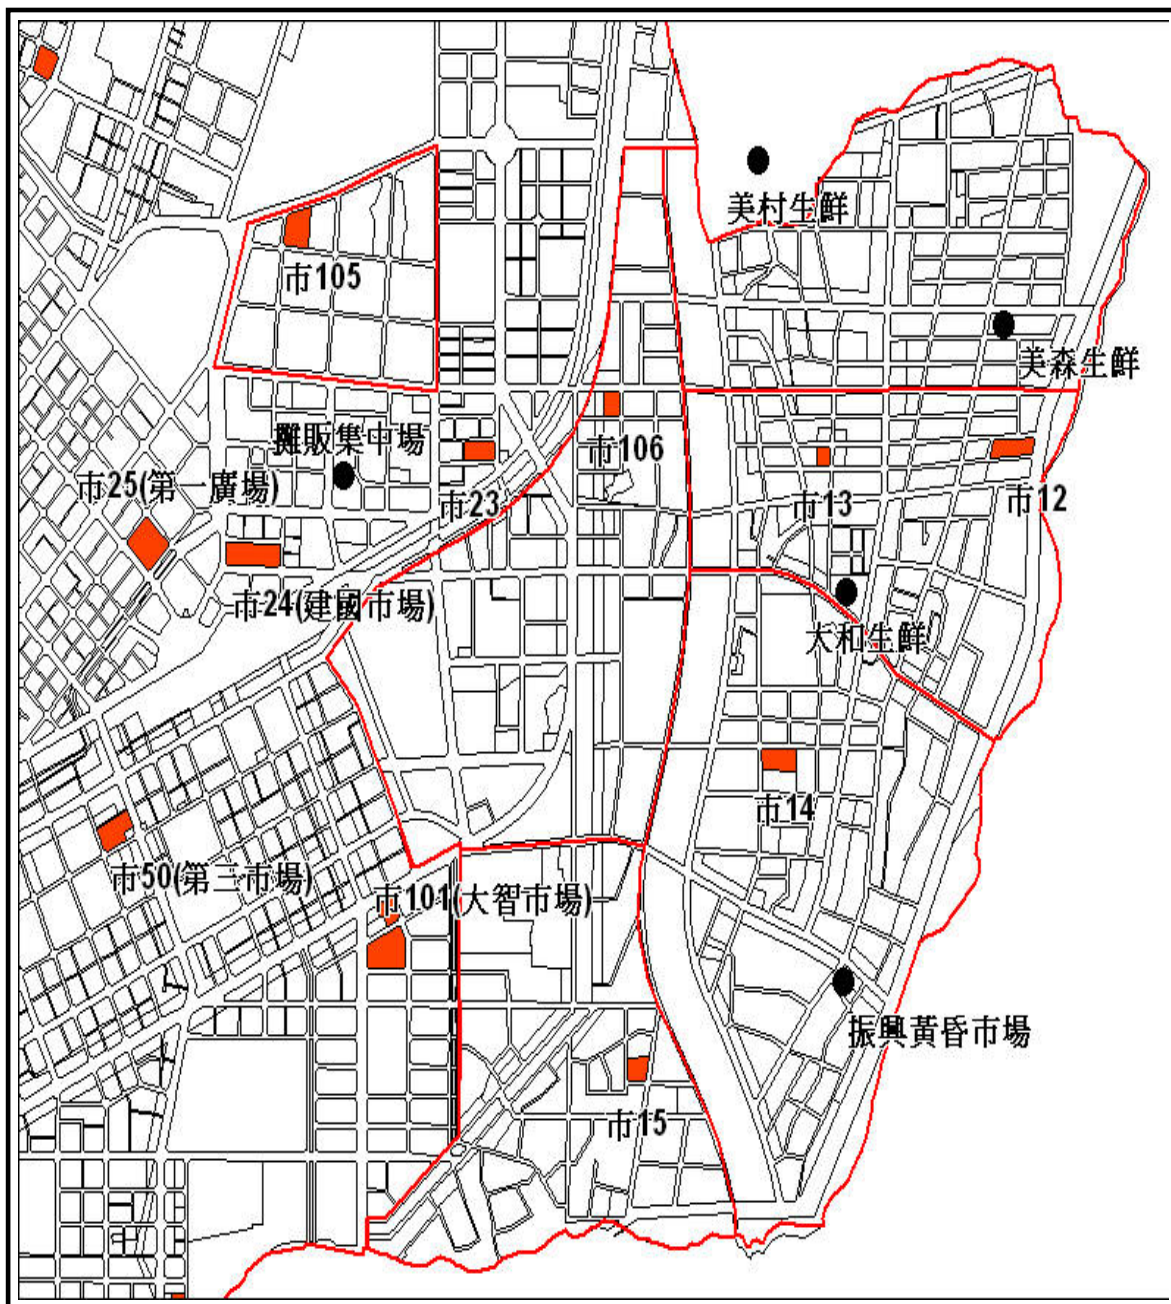 美村生鮮
市105
美森生鮮
攤販集中場
市106
市25(第一廣場)
市23
市13
市12
市24(建國市場)
大和生鮮
市14
市50(第三市場)
市101(大智市場)
振興黃昏市場
市15